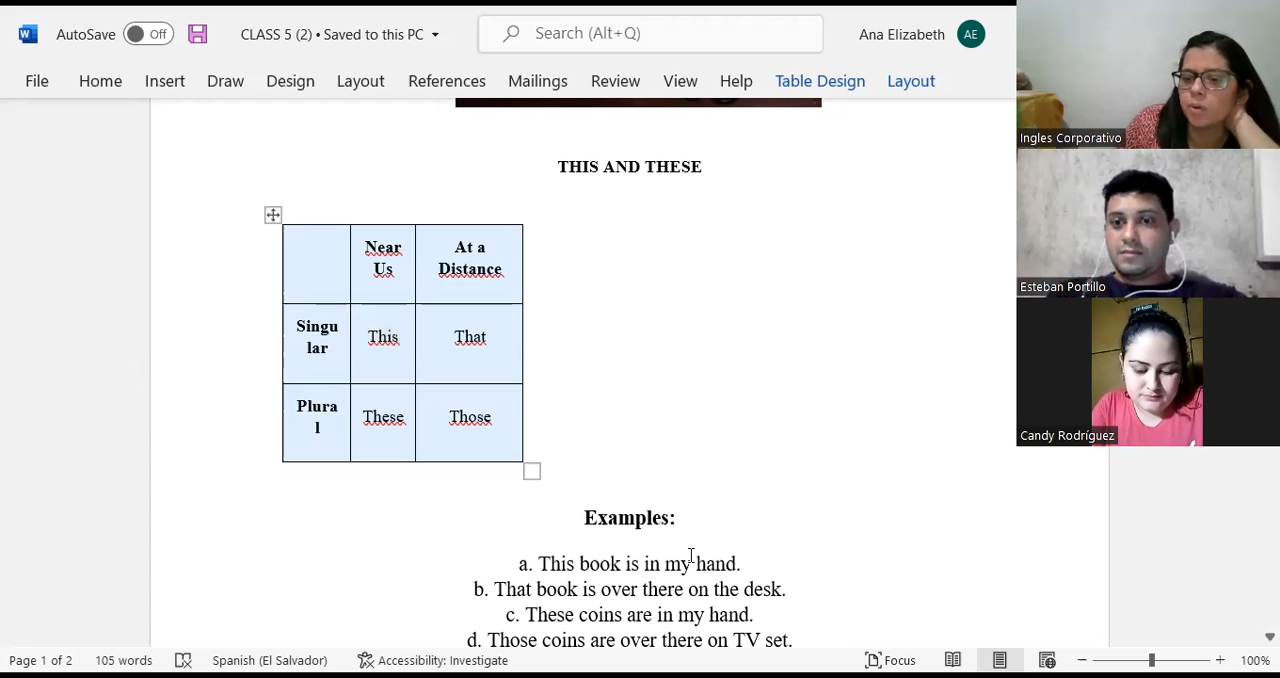 AutoSave Off CLASS 5 (2) • Saved to this PC Search (Alt+Q) Ana Elizabeth AE
File Home Insert Draw Design Layout References Mailings Review View Help Table Design Layout
Ingles Corporativo
Esteban Portillo
Candy Rodríguez
THIS AND THESE
Near
Us
At a
Distance
Singu
lar
This
That
Plura
l
These
Those
Examples:
a. This book is in my hand.
b. That book is over there on the desk.
c. These coins are in my hand.
d. Those coins are over there on TV set.
Page 1 of 2 105 words Spanish (El Salvador) Accessibility: Investigate Focus 100%